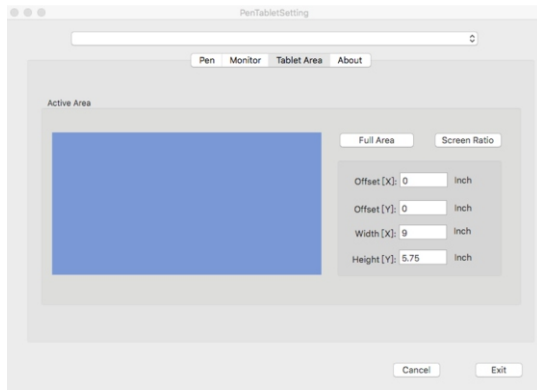 PenTabletSetting
Pen Monitor Tablet Area About
Active Area
Full Area Screen Ratio
Offset [X]: 0 Inch
Offset [Y]: 0 Inch
Width [X]: 9 Inch
Height [Y]: 5.75 Inch
Cancel Exit